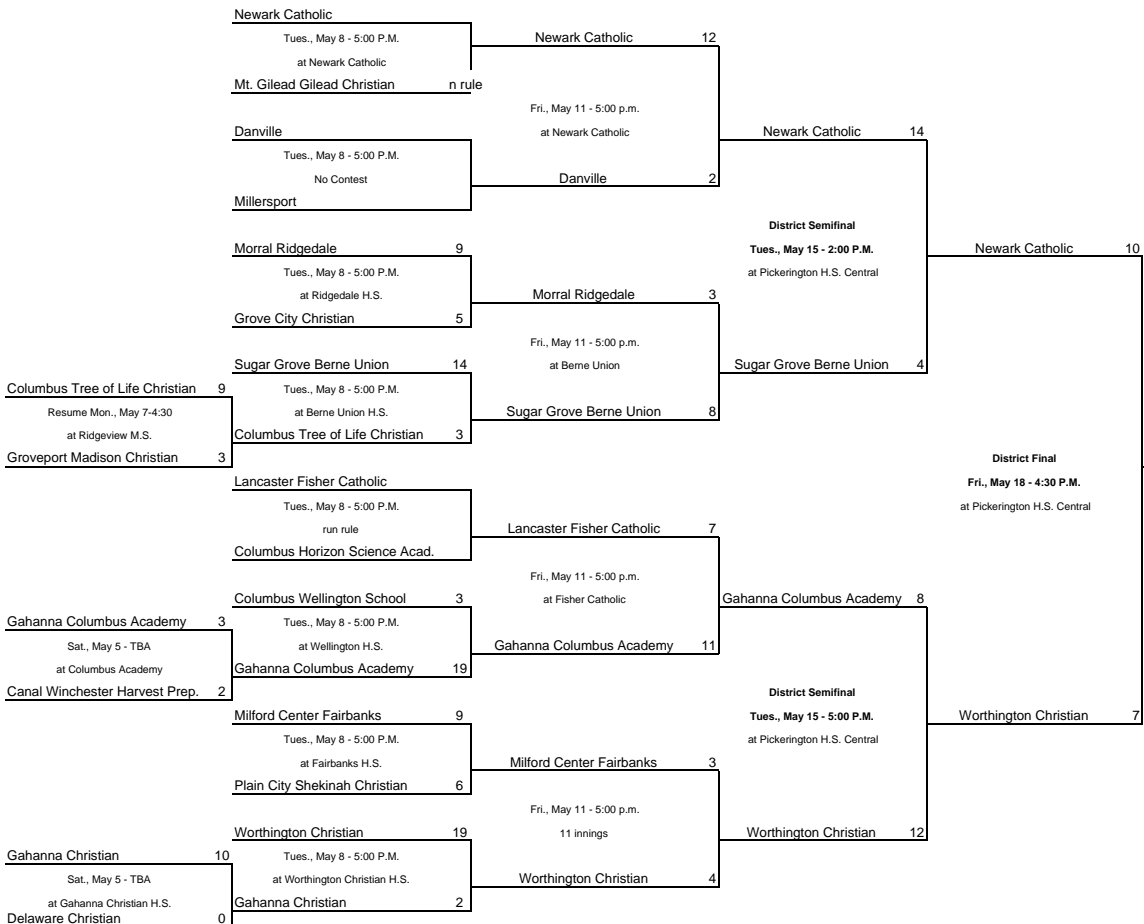 Newark Catholic
Tues., May 8 - 5:00 P.M.
at Newark Catholic
Mt. Gilead Gilead Christian n rule
Newark Catholic 12
Fri., May 11 - 5:00 p.m.
at Newark Catholic
Danville
Tues., May 8 - 5:00 P.M.
No Contest
Millersport
Danville 2
Newark Catholic 14
District Semifinal
Tues., May 15 - 2:00 P.M.
at Pickerington H.S. Central
Morral Ridgedale 9
Tues., May 8 - 5:00 P.M.
at Ridgedale H.S.
Grove City Christian 5
Morral Ridgedale 3
Fri., May 11 - 5:00 p.m.
at Berne Union
Columbus Tree of Life Christian 9
Resume Mon., May 7-4:30
at Ridgeview M.S.
Groveport Madison Christian 3
Sugar Grove Berne Union 14
Tues., May 8 - 5:00 P.M.
at Berne Union H.S.
Columbus Tree of Life Christian 3
Sugar Grove Berne Union 8
Sugar Grove Berne Union 4
Newark Catholic 10
District Final
Fri., May 18 - 4:30 P.M.
at Pickerington H.S. Central
Lancaster Fisher Catholic
Tues., May 8 - 5:00 P.M.
run rule
Columbus Horizon Science Acad.
Lancaster Fisher Catholic 7
Fri., May 11 - 5:00 p.m.
at Fisher Catholic
Gahanna Columbus Academy 3
Sat., May 5 - TBA
at Columbus Academy
Canal Winchester Harvest Prep. 2
Columbus Wellington School 3
Tues., May 8 - 5:00 P.M.
at Wellington H.S.
Gahanna Columbus Academy 19
Gahanna Columbus Academy 11
Gahanna Columbus Academy 8
District Semifinal
Tues., May 15 - 5:00 P.M.
at Pickerington H.S. Central
Milford Center Fairbanks 9
Tues., May 8 - 5:00 P.M.
at Fairbanks H.S.
Plain City Shekinah Christian 6
Milford Center Fairbanks 3
Fri., May 11 - 5:00 p.m.
11 innings
Gahanna Christian 10
Sat., May 5 - TBA
at Gahanna Christian H.S.
Delaware Christian 0
Worthington Christian 19
Tues., May 8 - 5:00 P.M.
at Worthington Christian H.S.
Gahanna Christian 2
Worthington Christian 4
Worthington Christian 12
Worthington Christian 7